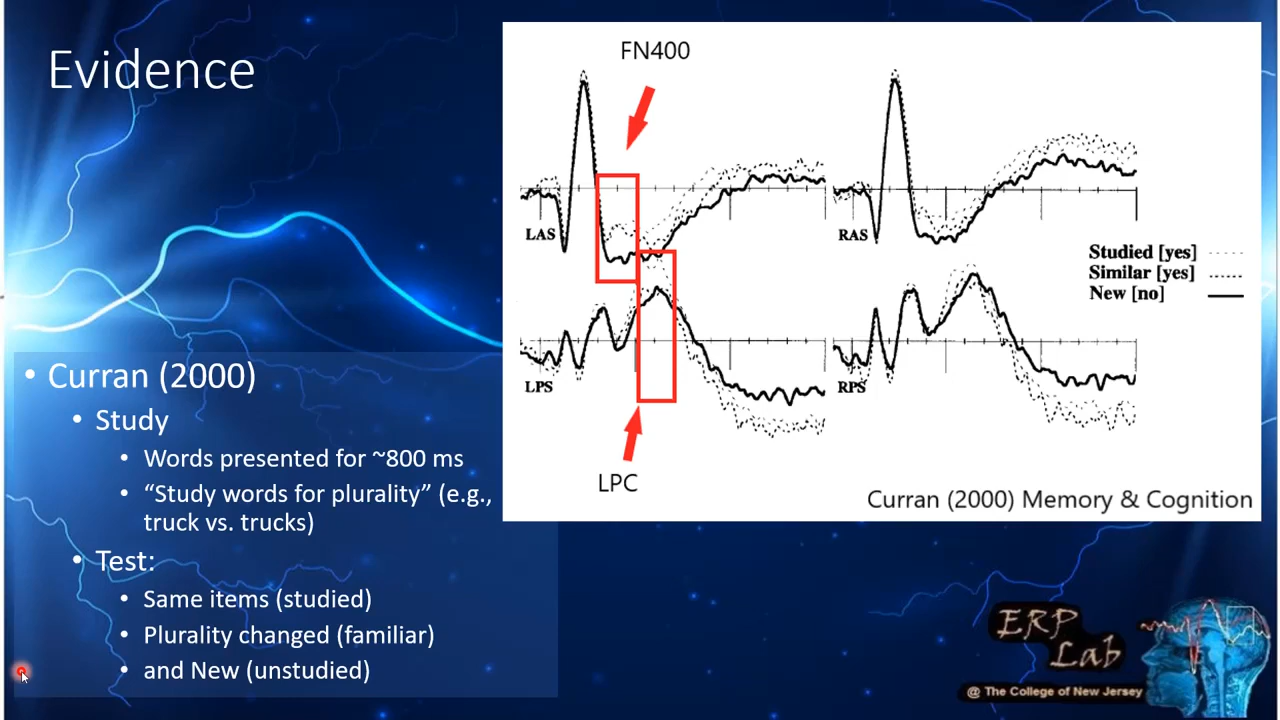 Evidence
FN400
LAS
RAS
Studied [yes]
Similar [yes]
New [no]
LPS
RPS
LPC
Curran (2000) Memory & Cognition
• Curran (2000)
• Study
• Words presented for ~800 ms
• “Study words for plurality” (e.g.,
truck vs. trucks)
• Test:
• Same items (studied)
• Plurality changed (familiar)
• and New (unstudied)
ERP
Lab
@ The College of New Jersey